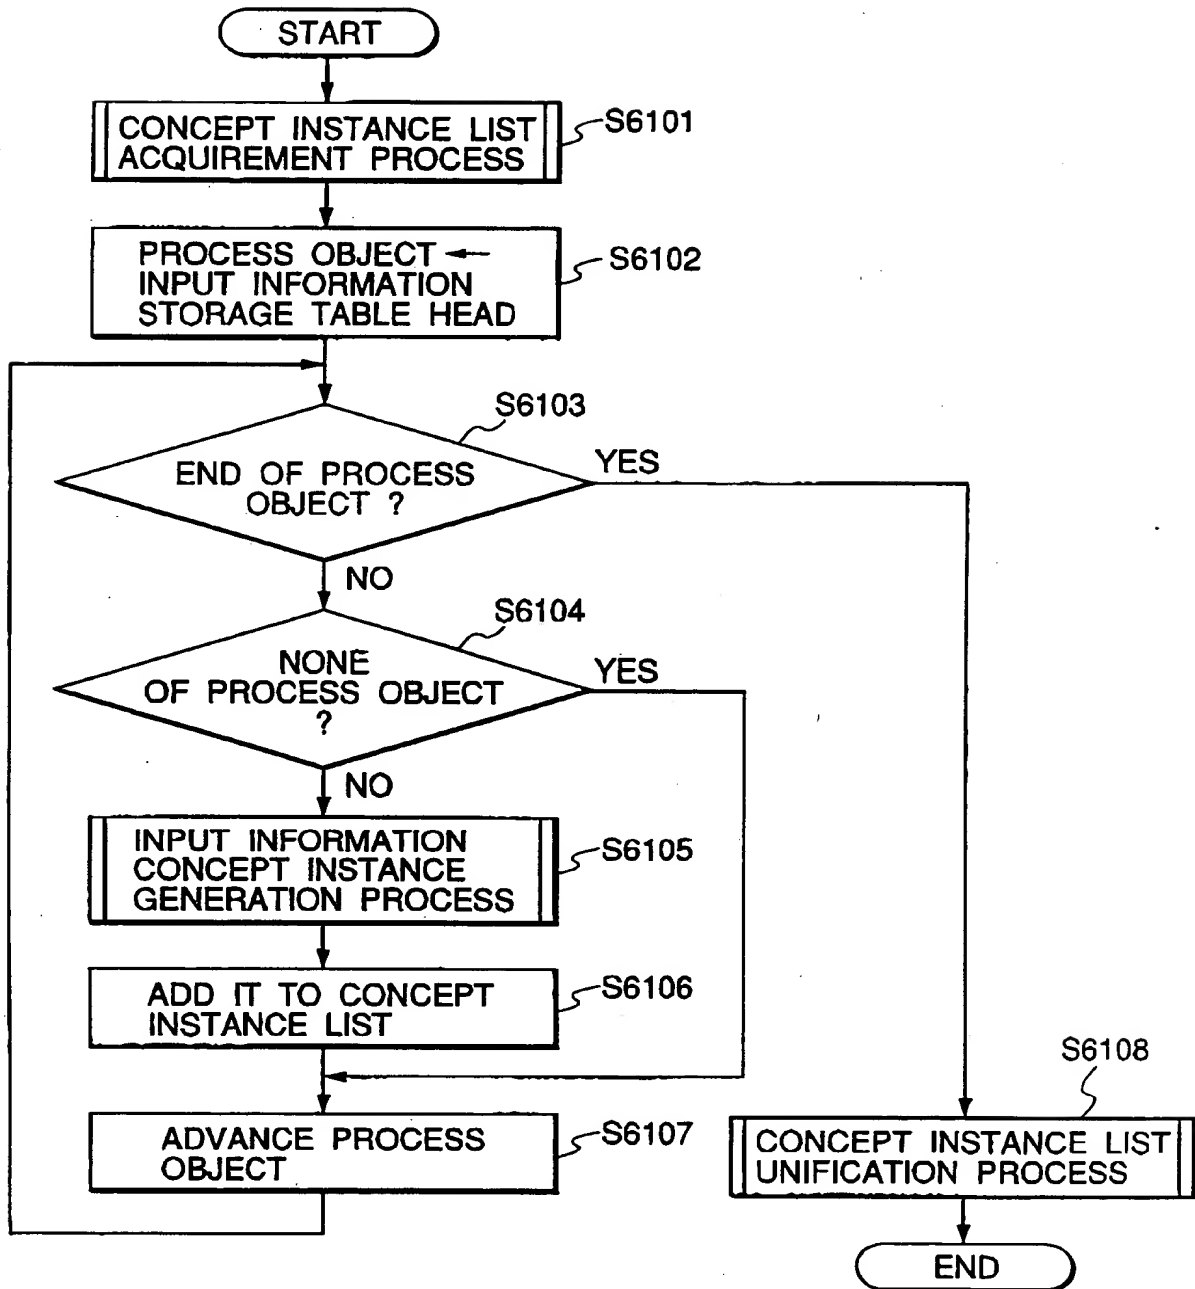 START
CONCEPT INSTANCE LIST
ACQUIREMENT PROCESS
S6101
PROCESS OBJECT ←
INPUT INFORMATION
STORAGE TABLE HEAD
S6102
S6103
END OF PROCESS
OBJECT ?
YES
NO
S6104
NONE
OF PROCESS OBJECT
?
YES
NO
INPUT INFORMATION
CONCEPT INSTANCE
GENERATION PROCESS
S6105
ADD IT TO CONCEPT
INSTANCE LIST
S6106
ADVANCE PROCESS
OBJECT
S6107
S6108
CONCEPT INSTANCE LIST
UNIFICATION PROCESS
END